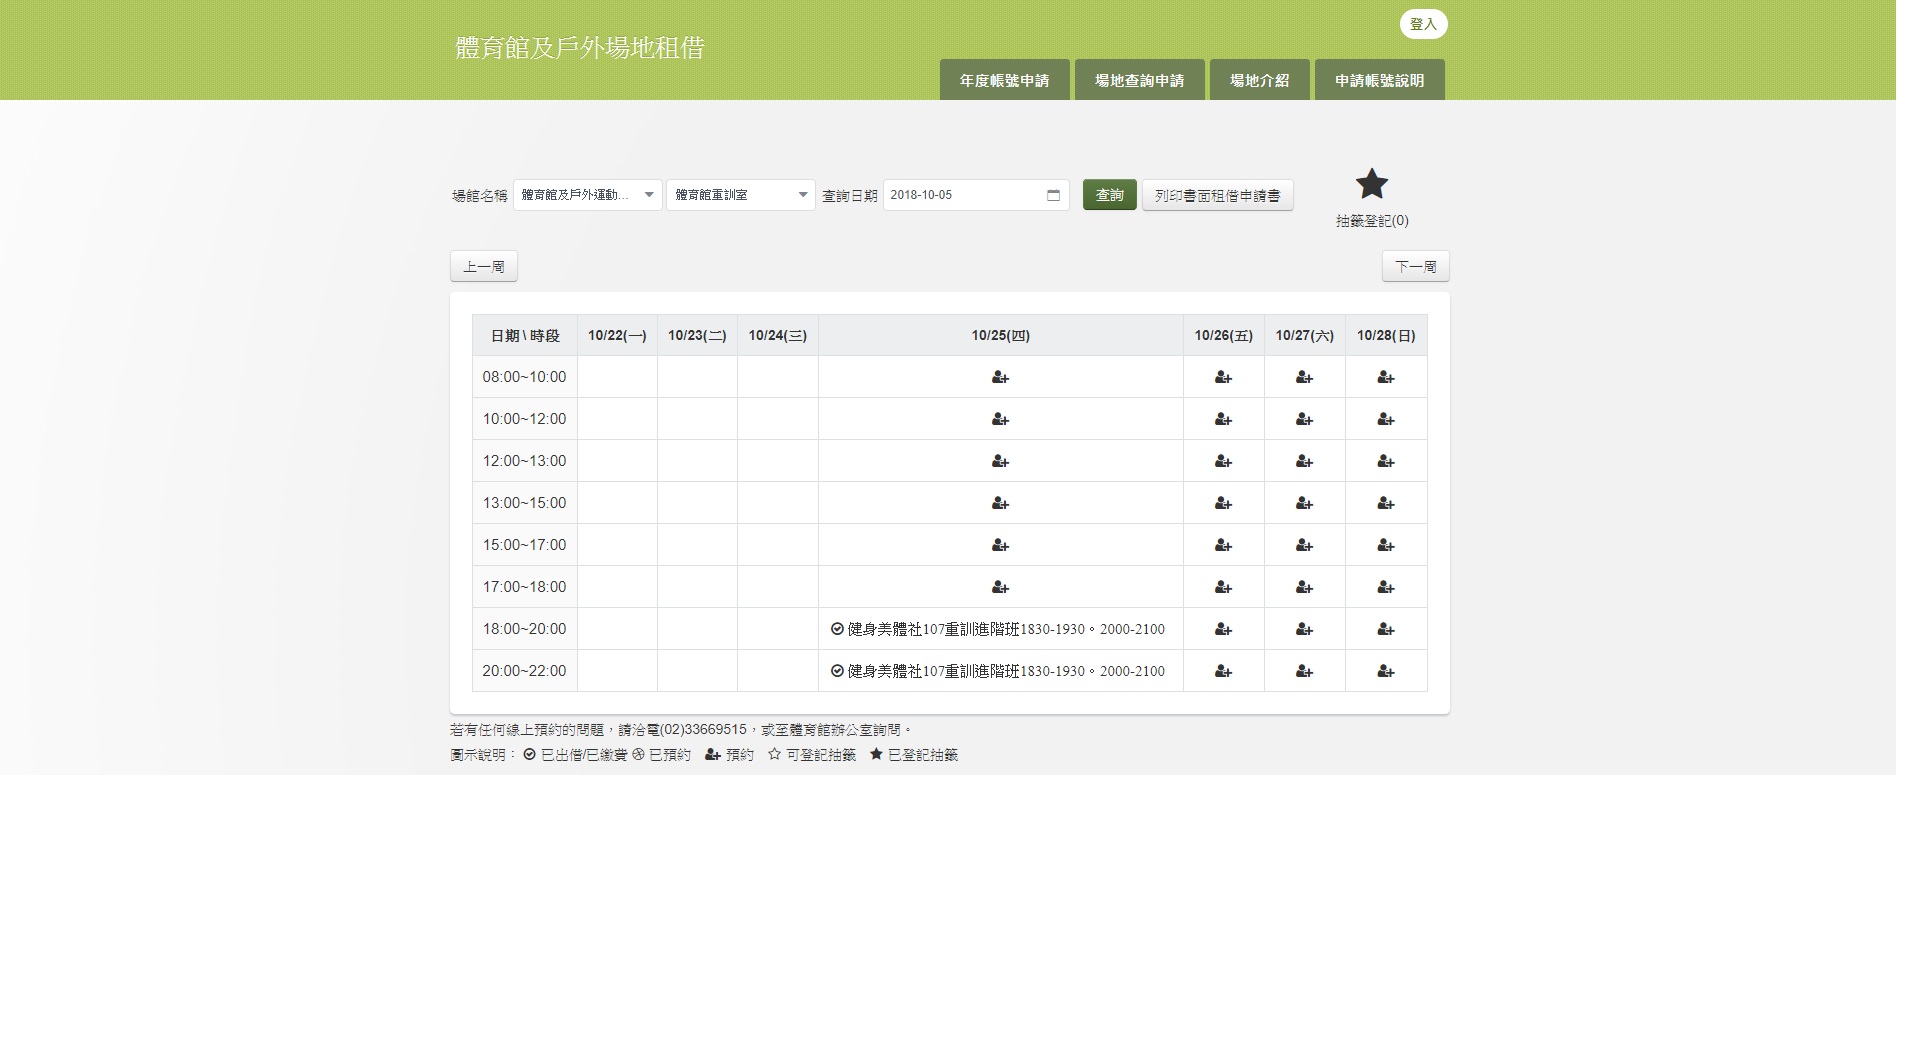 登入
體育館及戶外場地租借
年度帳號申請 場地查詢申請 場地介紹 申請帳號說明
場館名稱 體育館及戶外運動... 體育館重訓室 查詢日期 2018-10-05 查詢 列印書面租借申請書
抽籤登記(0)
上一周 下一周
日期 \ 時段 10/22(一) 10/23(二) 10/24(三) 10/25(四) 10/26(五) 10/27(六) 10/28(日)
08:00~10:00
10:00~12:00
12:00~13:00
13:00~15:00
15:00~17:00
17:00~18:00
18:00~20:00 健身美體社107重訓進階班1830-1930。2000-2100
20:00~22:00 健身美體社107重訓進階班1830-1930。2000-2100
若有任何線上預約的問題，請洽電(02)33669515，或至體育館辦公室詢問。
圖示說明： 已出借/已繳費 已預約 預約 可登記抽籤 已登記抽籤